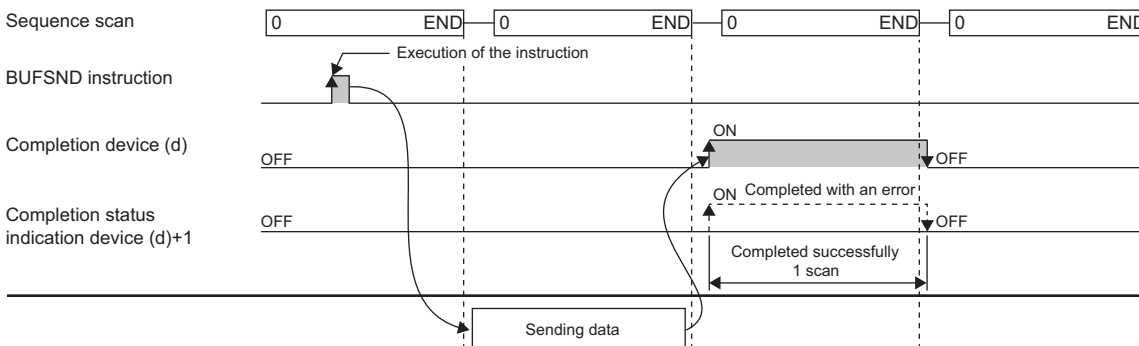 Sequence scan 0 END 0 END 0 END 0 END
Execution of the instruction
BUFSND instruction
ON
Completion device (d)
OFF OFF
ON Completed with an error
Completion status OFF OFF
indication device (d)+1
Completed successfully
1 scan
Sending data